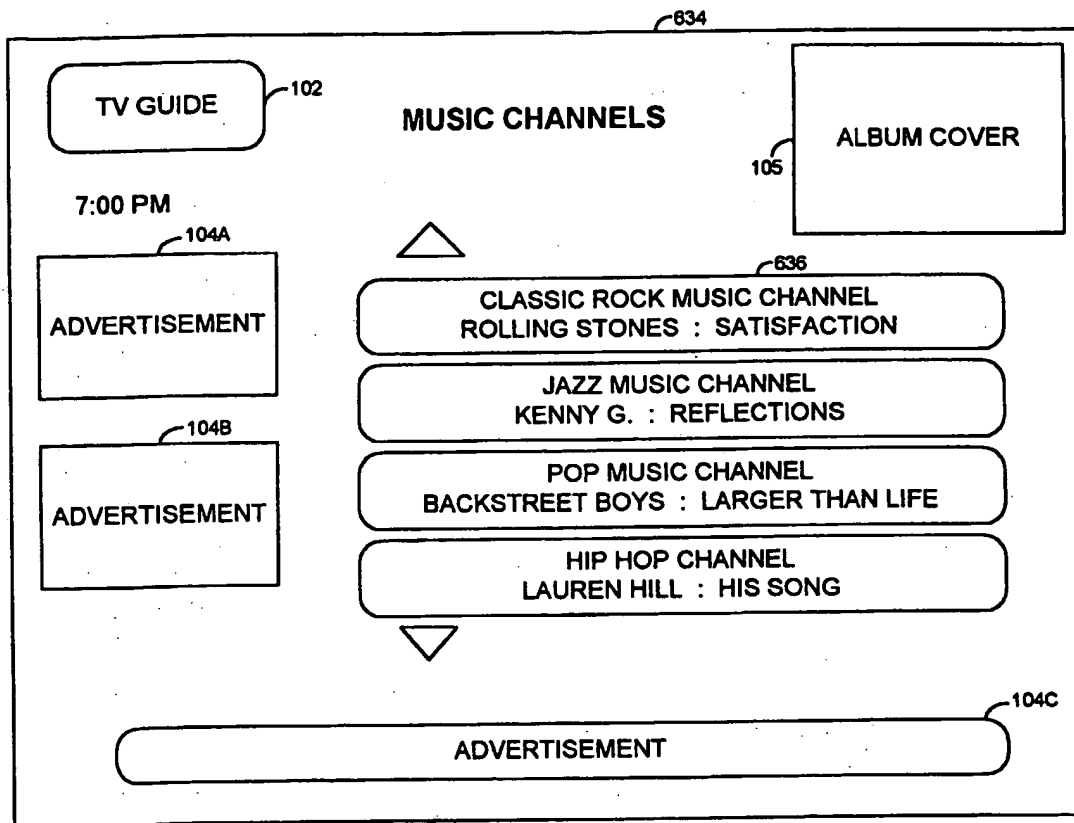 634
TV GUIDE
102
MUSIC CHANNELS
ALBUM COVER
105
7:00 PM
104A
ADVERTISEMENT
636
CLASSIC ROCK MUSIC CHANNEL
ROLLING STONES : SATISFACTION
JAZZ MUSIC CHANNEL
KENNY G. : REFLECTIONS
104B
ADVERTISEMENT
POP MUSIC CHANNEL
BACKSTREET BOYS : LARGER THAN LIFE
HIP HOP CHANNEL
LAUREN HILL : HIS SONG
104C
ADVERTISEMENT